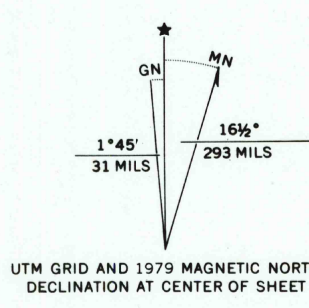 MN
GN
1°45'
31 MILS
16½°
293 MILS
UTM GRID AND 1979 MAGNETIC NORT
DECLINATION AT CENTER OF SHEET